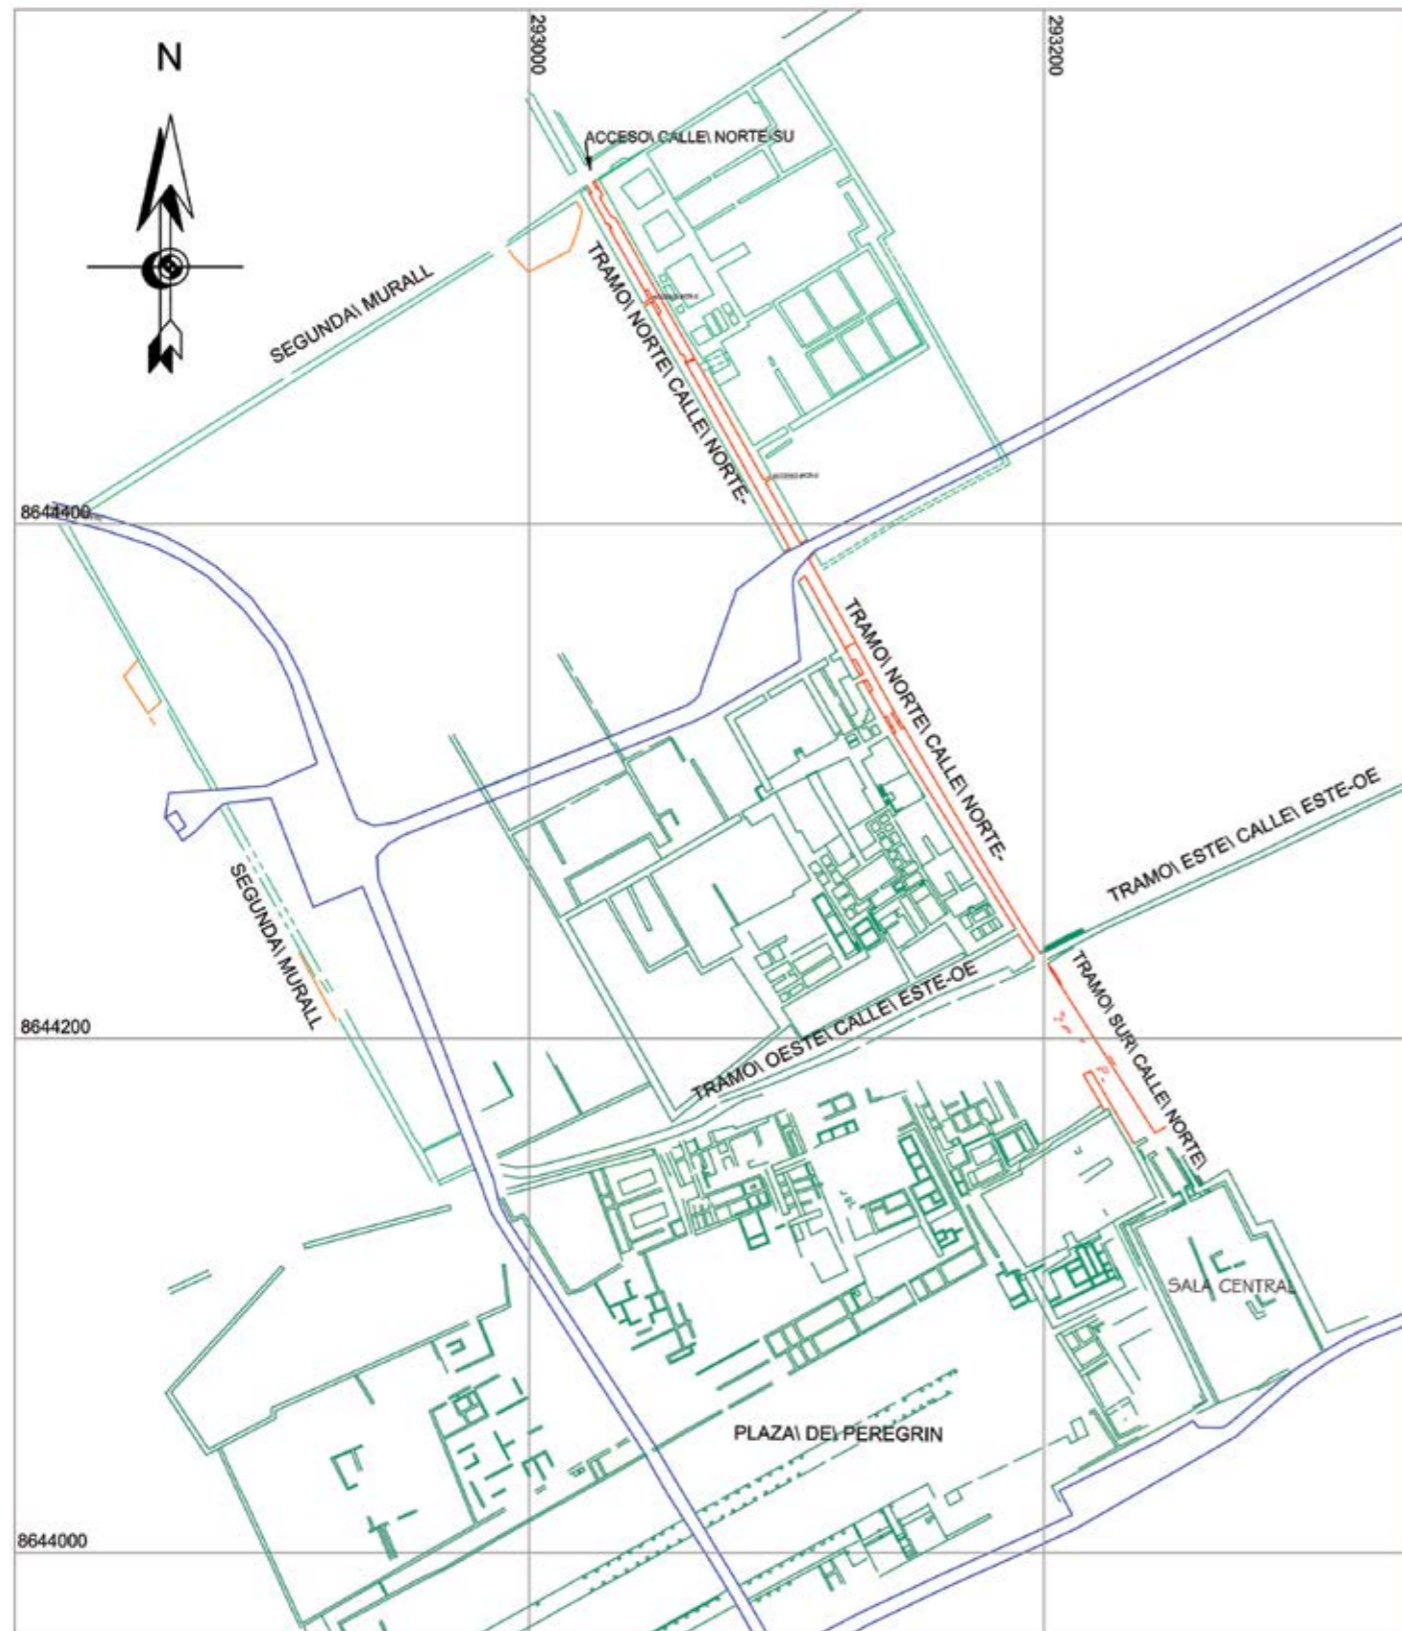 N
293000
293200
ACCESO\ CALLE\ NORTE-SU
SEGUNDA\ MURALL
TRAMO\ NORTE\ CALLE\ NORTE-
8644400
TRAMO\ NORTE\ CALLE\ NORTE-
TRAMO\ ESTE\ CALLE\ ESTE-OE
SEGUNDA\ MURALL
TRAMO\ OESTE\ CALLE\ ESTE-OE
TRAMO\ SUR\ CALLE\ NORTE\
8644200
SALA CENTRAL
PLAZA\ DE\ PEREGRIN
8644000